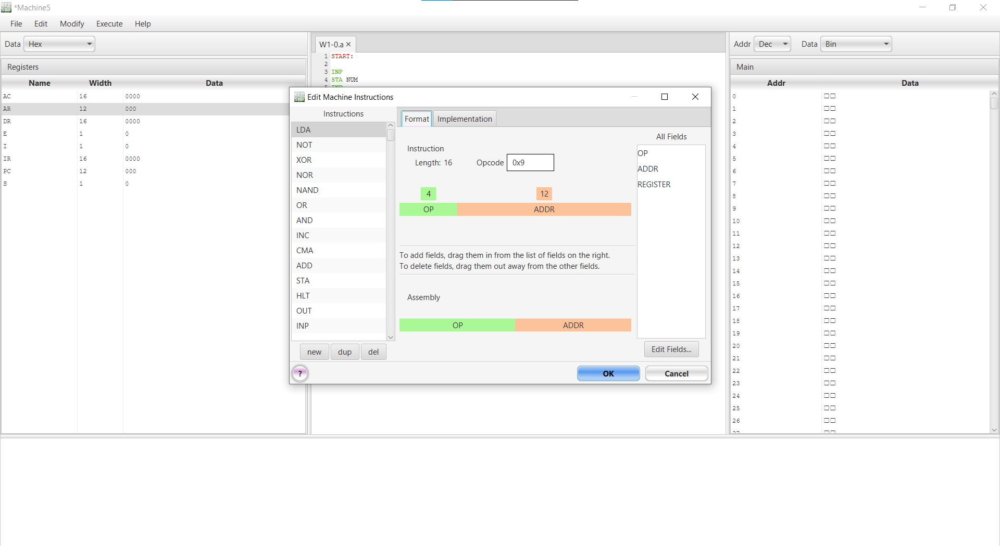 *Machine5
File Edit Modify Execute Help
Data Hex
Registers
Name Width Data
AC 16 0000
AR 12 000
DR 16 0000
E 1 0
I 1 0
IR 16 0000
PC 12 000
S 1 0
W1-0.a
1 START:
2
3 INP
4 STA NUM
Edit Machine Instructions
Instructions
LDA
NOT
XOR
NOR
NAND
OR
AND
INC
CMA
ADD
STA
HLT
OUT
INP
new dup del
Format Implementation
Instruction
Length: 16 Opcode 0x9
4 12
OP ADDR
To add fields, drag them in from the list of fields on the right.
To delete fields, drag them out away from the other fields.
Assembly
OP ADDR
All Fields
OP
ADDR
REGISTER
Edit Fields...
? OK Cancel
Addr Dec Data Bin
Main
Addr Data
0
1
2
3
4
5
6
7
8
9
10
11
12
13
14
15
16
17
18
19
20
21
22
23
24
25
26
27